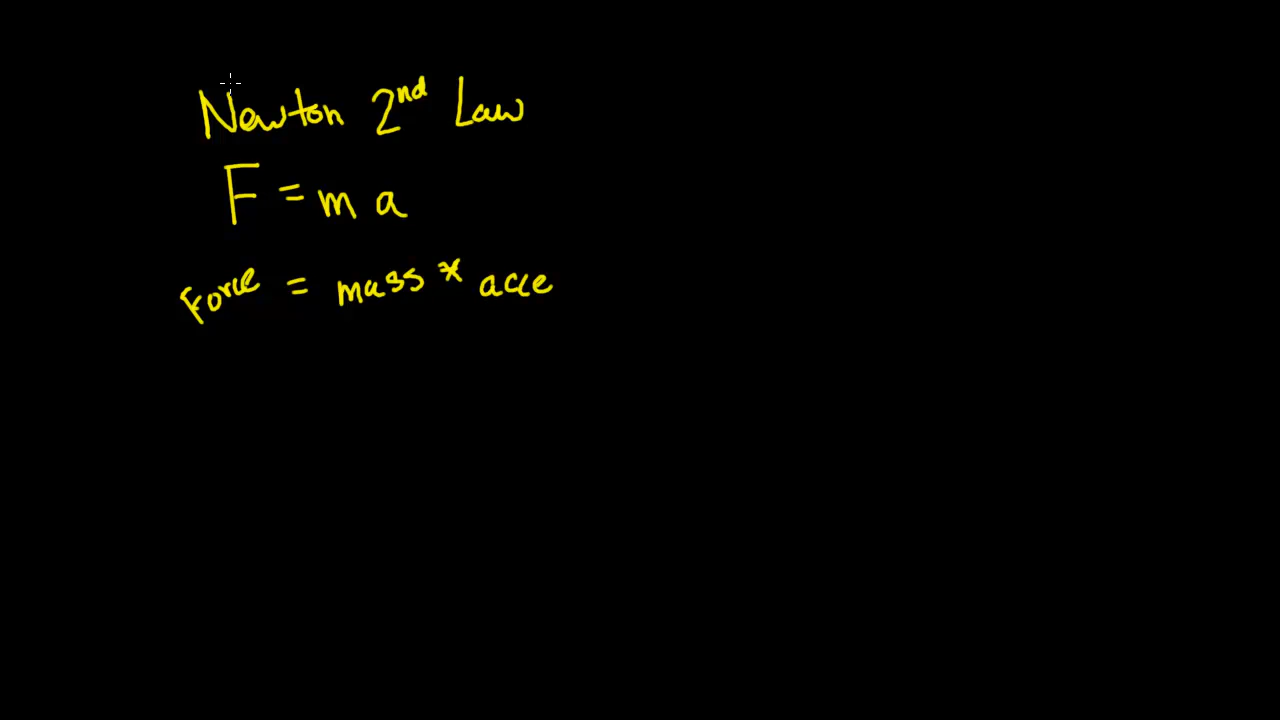 Newton 2nd Law
F = m a
Force = mass * acce